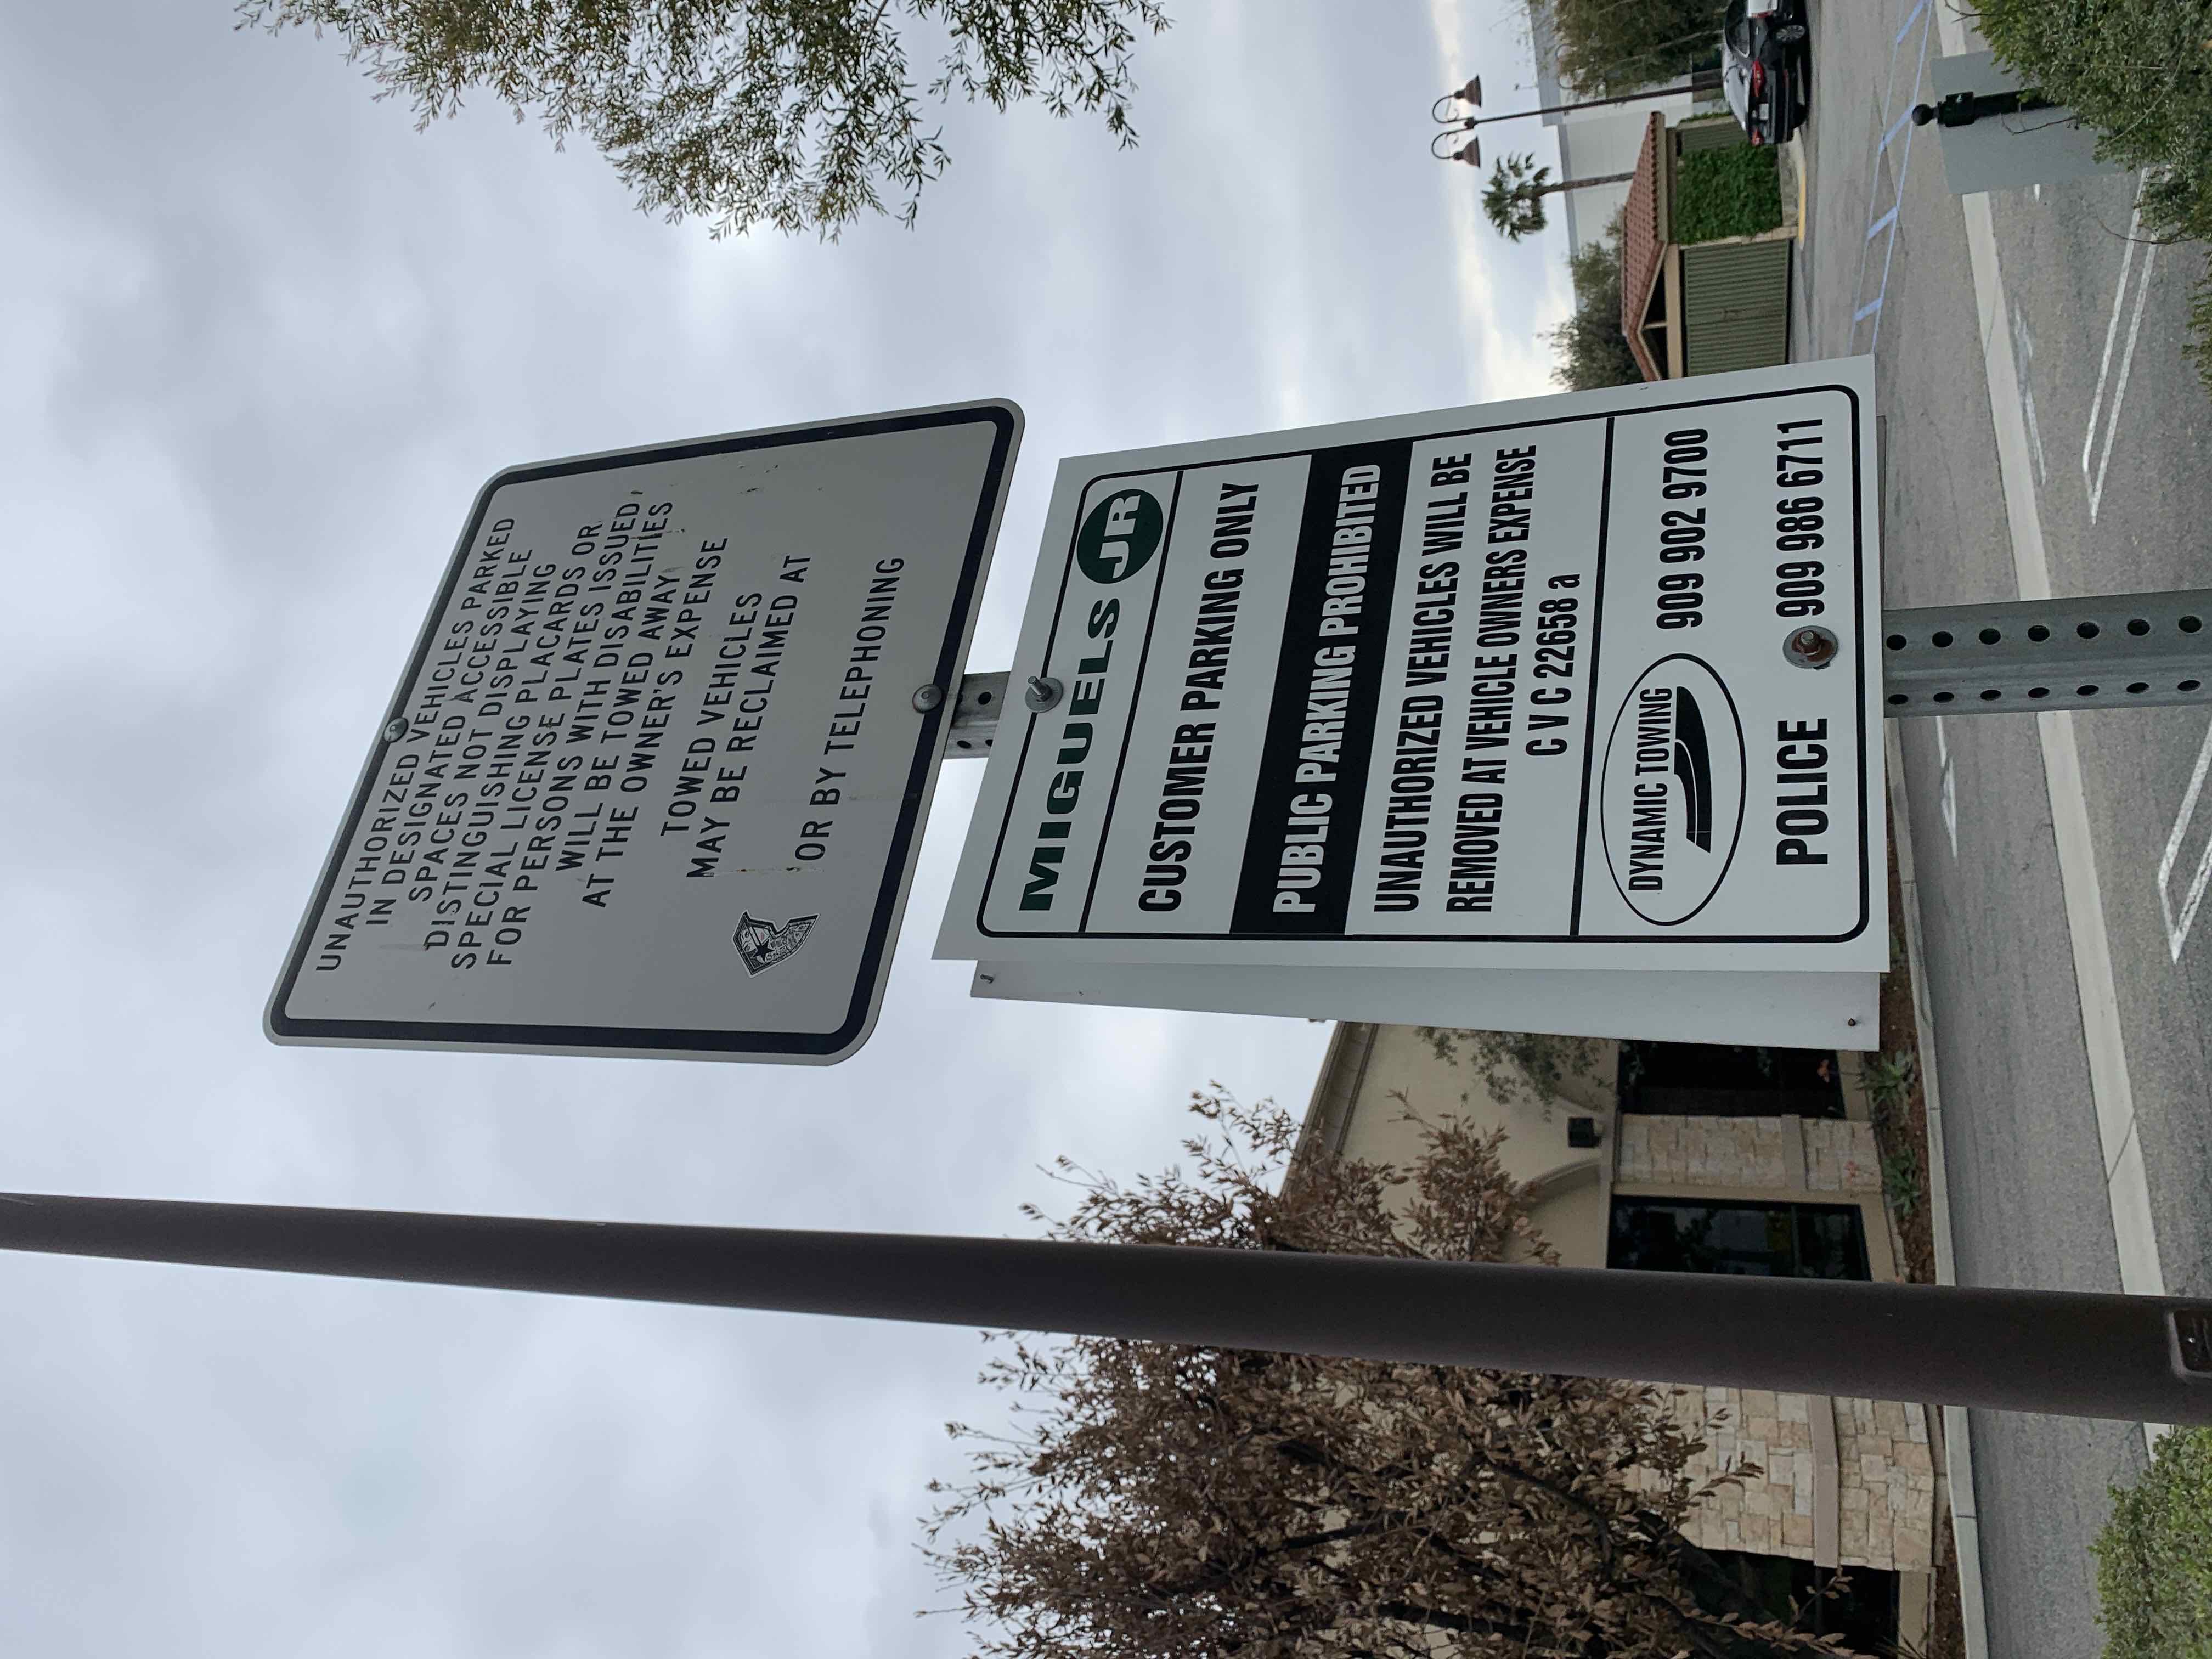 UNAUTHORIZED VEHICLES PARKED
IN DESIGNATED ACCESSIBLE
SPACES NOT DISPLAYING
DISTINGUISHING PLACARDS OR
SPECIAL LICENSE PLATES ISSUED
FOR PERSONS WITH DISABILITIES
WILL BE TOWED AWAY
AT THE OWNER'S EXPENSE
TOWED VEHICLES
MAY BE RECLAIMED AT
OR BY TELEPHONING
MIGUELS JR
CUSTOMER PARKING ONLY
PUBLIC PARKING PROHIBITED
UNAUTHORIZED VEHICLES WILL BE
REMOVED AT VEHICLE OWNERS EXPENSE
C V C 22658 a
DYNAMIC TOWING 909 902 9700
POLICE 909 986 6711